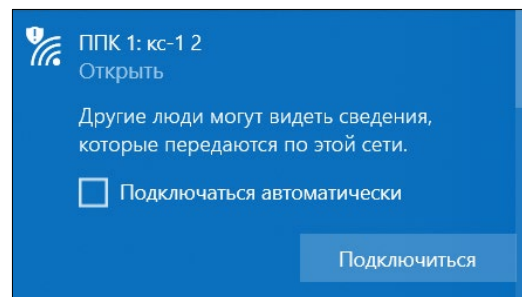 ППК 1: кс-1 2
Открыть
Другие люди могут видеть сведения,
которые передаются по этой сети.
Подключаться автоматически
Подключиться